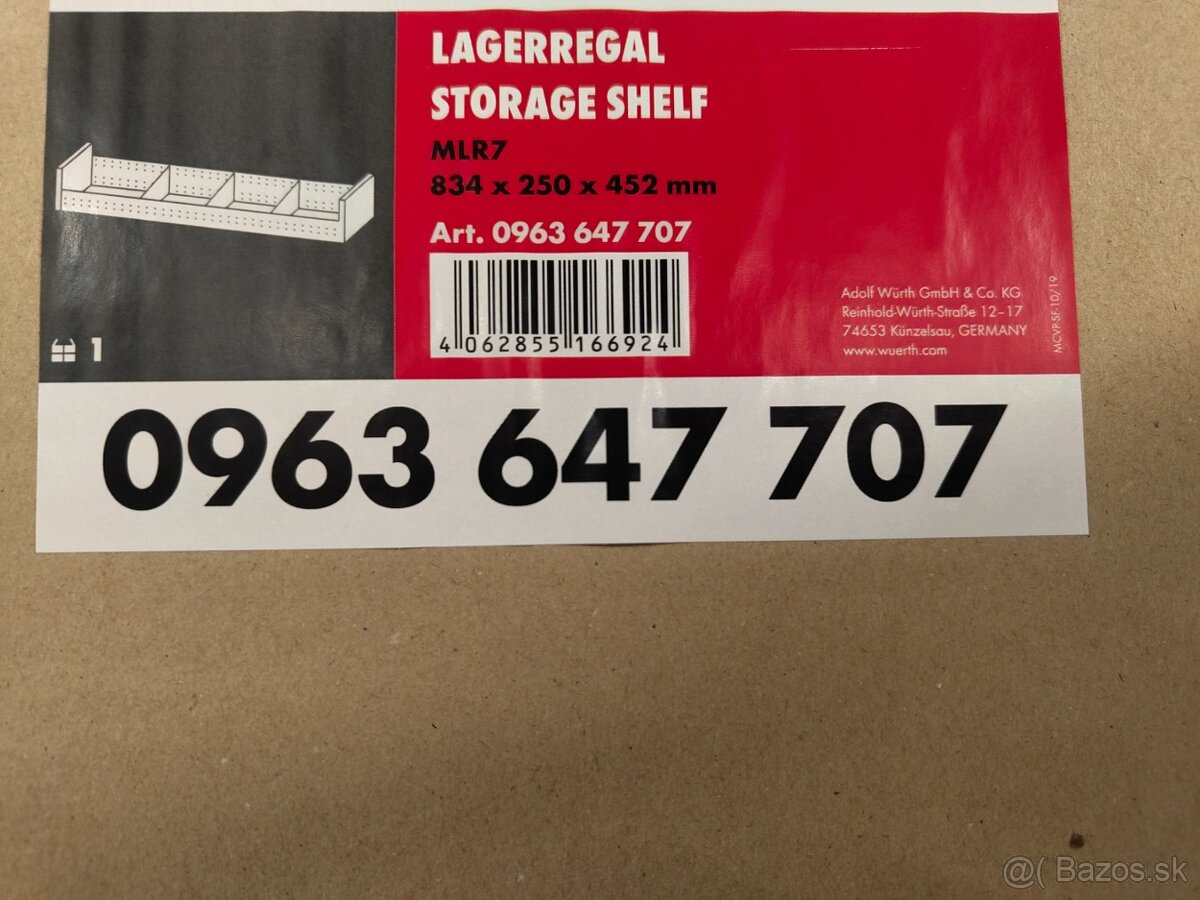 LAGERREGAL
STORAGE SHELF
MLR7
834 x 250 x 452 mm
Art. 0963 647 707
4 062855 166924
1
Adolf Würth GmbH & Co. KG
Reinhold-Würth-Straße 12–17
74653 Künzelsau, GERMANY
www.wuerth.com
MCVP-SF-10/19
0963 647 707
@( Bazos.sk